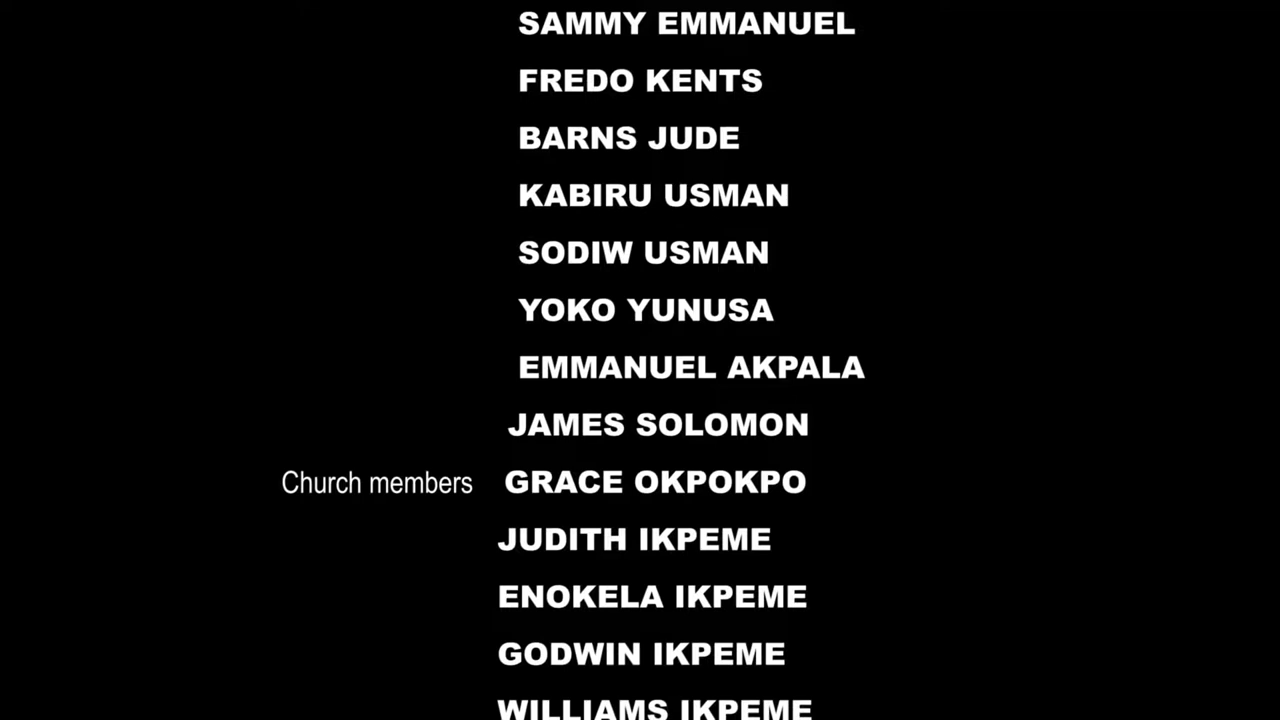 SAMMY EMMANUEL
FREDO KENTS
BARNS JUDE
KABIRU USMAN
SODIW USMAN
YOKO YUNUSA
EMMANUEL AKPALA
JAMES SOLOMON
Church members GRACE OKPOKPO
JUDITH IKPEME
ENOKELA IKPEME
GODWIN IKPEME
WILLIAMS IKPEME